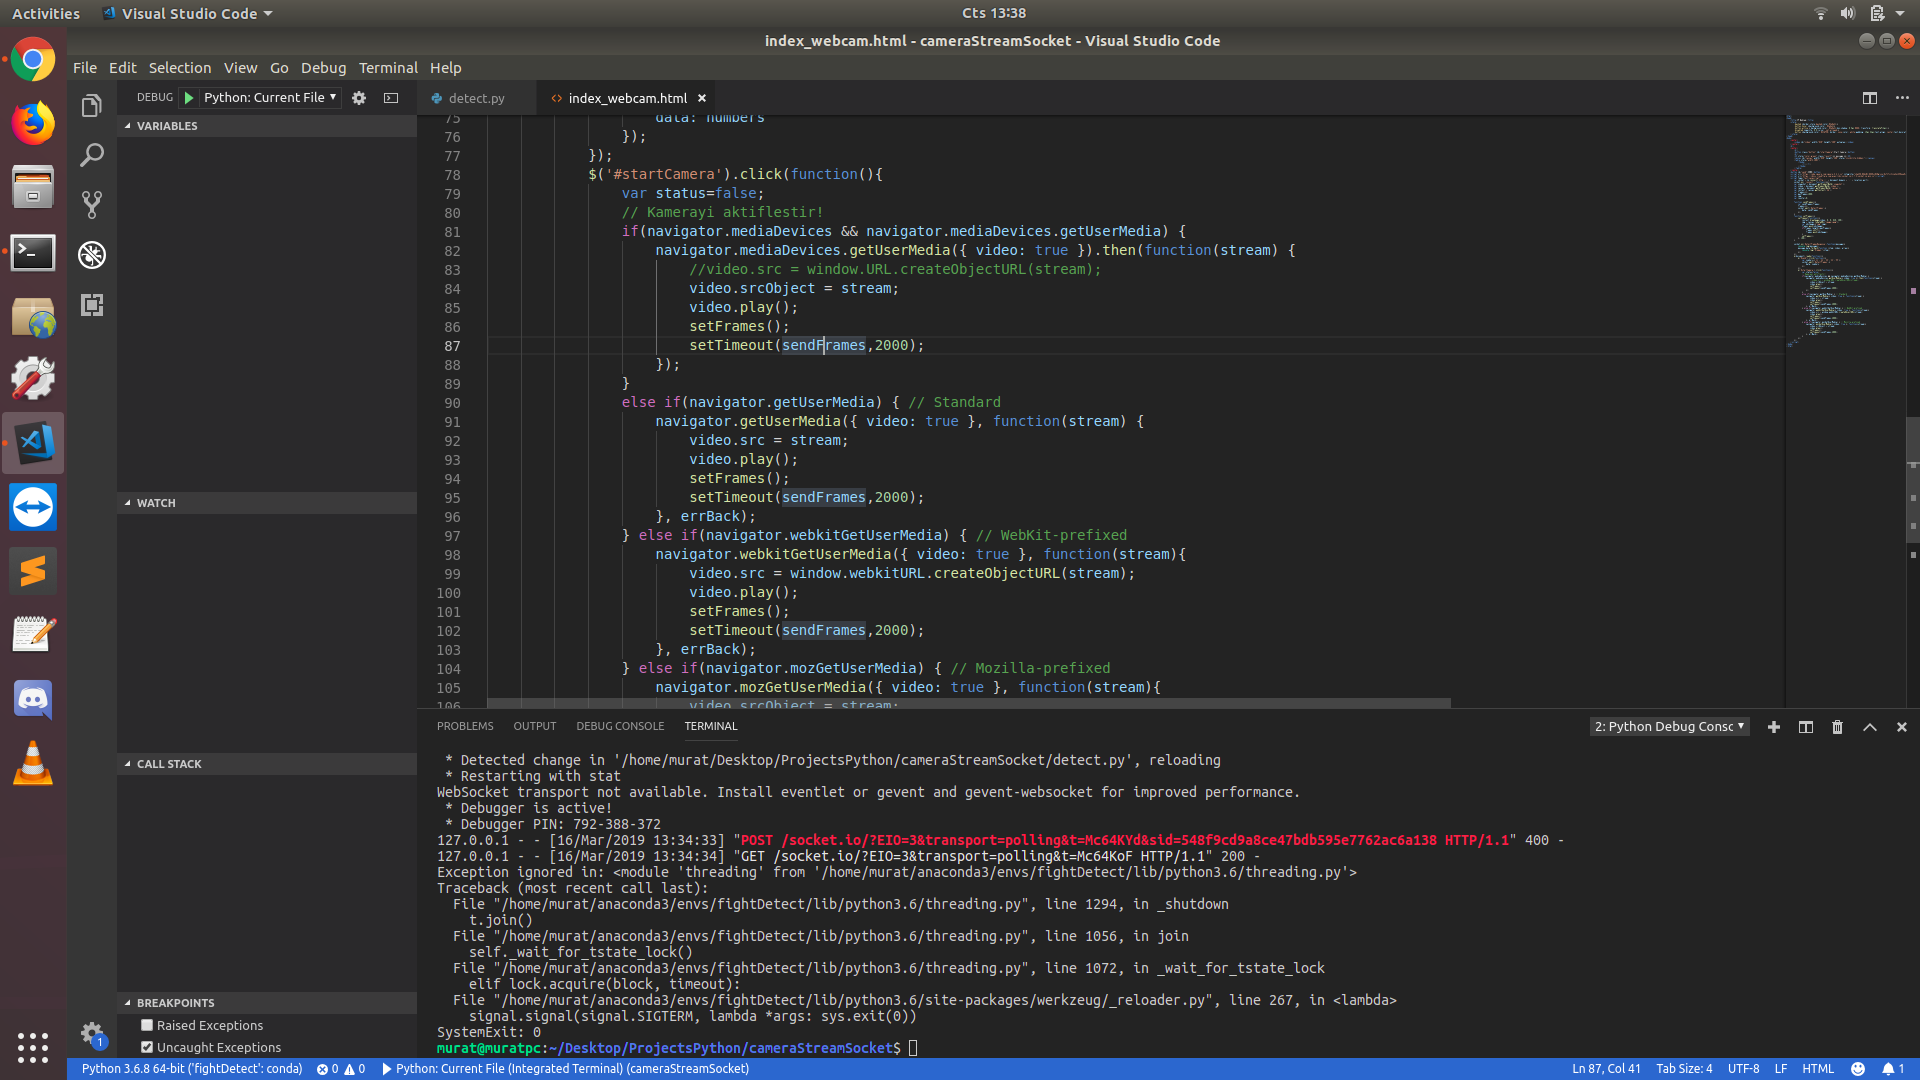 Activities
Visual Studio Code
Cts 13:38
index_webcam.html - cameraStreamSocket - Visual Studio Code
File Edit Selection View Go Debug Terminal Help
DEBUG Python: Current File
detect.py
index_webcam.html
VARIABLES
WATCH
CALL STACK
BREAKPOINTS
Raised Exceptions
Uncaught Exceptions
75 data: numbers
76 });
77 });
78 $('#startCamera').click(function(){
79 var status=false;
80 // Kamerayi aktiflestir!
81 if(navigator.mediaDevices && navigator.mediaDevices.getUserMedia) {
82 navigator.mediaDevices.getUserMedia({ video: true }).then(function(stream) {
83 //video.src = window.URL.createObjectURL(stream);
84 video.srcObject = stream;
85 video.play();
86 setFrames();
87 setTimeout(sendFrames,2000);
88 });
89 }
90 else if(navigator.getUserMedia) { // Standard
91 navigator.getUserMedia({ video: true }, function(stream) {
92 video.src = stream;
93 video.play();
94 setFrames();
95 setTimeout(sendFrames,2000);
96 }, errBack);
97 } else if(navigator.webkitGetUserMedia) { // WebKit-prefixed
98 navigator.webkitGetUserMedia({ video: true }, function(stream){
99 video.src = window.webkitURL.createObjectURL(stream);
100 video.play();
101 setFrames();
102 setTimeout(sendFrames,2000);
103 }, errBack);
104 } else if(navigator.mozGetUserMedia) { // Mozilla-prefixed
105 navigator.mozGetUserMedia({ video: true }, function(stream){
106 video.srcObject = stream;
PROBLEMS OUTPUT DEBUG CONSOLE TERMINAL
2: Python Debug Consc
* Detected change in '/home/murat/Desktop/ProjectsPython/cameraStreamSocket/detect.py', reloading
* Restarting with stat
WebSocket transport not available. Install eventlet or gevent and gevent-websocket for improved performance.
* Debugger is active!
* Debugger PIN: 792-388-372
127.0.0.1 - - [16/Mar/2019 13:34:33] "POST /socket.io/?EIO=3&transport=polling&t=Mc64KYd&sid=548f9cd9a8ce47bdb595e7762ac6a138 HTTP/1.1" 400 -
127.0.0.1 - - [16/Mar/2019 13:34:34] "GET /socket.io/?EIO=3&transport=polling&t=Mc64KoF HTTP/1.1" 200 -
Exception ignored in: <module 'threading' from '/home/murat/anaconda3/envs/fightDetect/lib/python3.6/threading.py'>
Traceback (most recent call last):
File "/home/murat/anaconda3/envs/fightDetect/lib/python3.6/threading.py", line 1294, in _shutdown
t.join()
File "/home/murat/anaconda3/envs/fightDetect/lib/python3.6/threading.py", line 1056, in join
self._wait_for_tstate_lock()
File "/home/murat/anaconda3/envs/fightDetect/lib/python3.6/threading.py", line 1072, in _wait_for_tstate_lock
elif lock.acquire(block, timeout):
File "/home/murat/anaconda3/envs/fightDetect/lib/python3.6/site-packages/werkzeug/_reloader.py", line 267, in <lambda>
signal.signal(signal.SIGTERM, lambda *args: sys.exit(0))
SystemExit: 0
murat@muratpc:~/Desktop/ProjectsPython/cameraStreamSocket$
1
Python 3.6.8 64-bit ('fightDetect': conda) 0 0 Python: Current File (Integrated Terminal) (cameraStreamSocket)
Ln 87, Col 41 Tab Size: 4 UTF-8 LF HTML 1